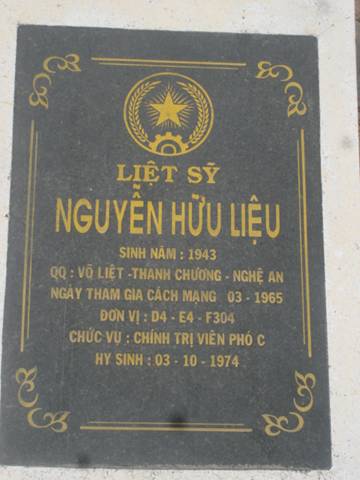 LIỆT SỸ
NGUYỄN HỮU LIỆU
SINH NĂM : 1943
QQ : VÕ LIỆT -THANH CHƯƠNG - NGHỆ AN
NGÀY THAM GIA CÁCH MẠNG 03 - 1965
ĐƠN VỊ : D4 - E4 - F304
CHỨC VỤ : CHÍNH TRỊ VIÊN PHÓ C
HY SINH : 03 - 10 - 1974